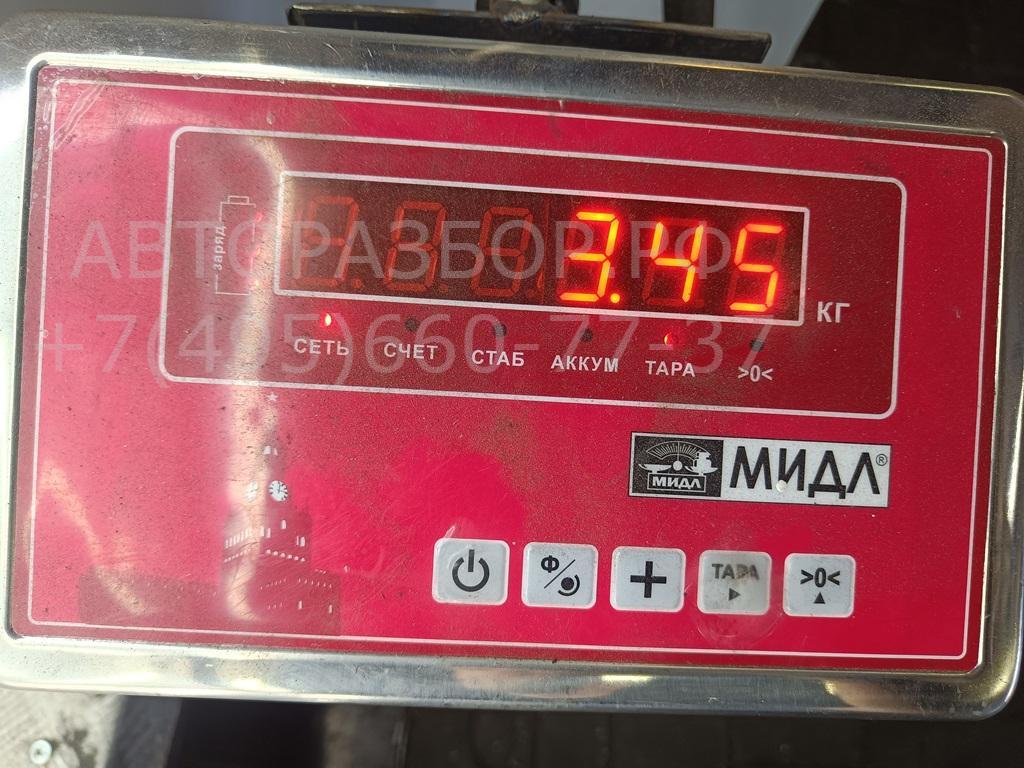 заряд
3.45
КГ
СЕТЬ СЧЕТ СТАБ АККУМ ТАРА >0<
АВТОРАЗБОР.РФ
+7(495)660-77-37
МИДЛ МИДЛ®
Ф + ТАРА >0<